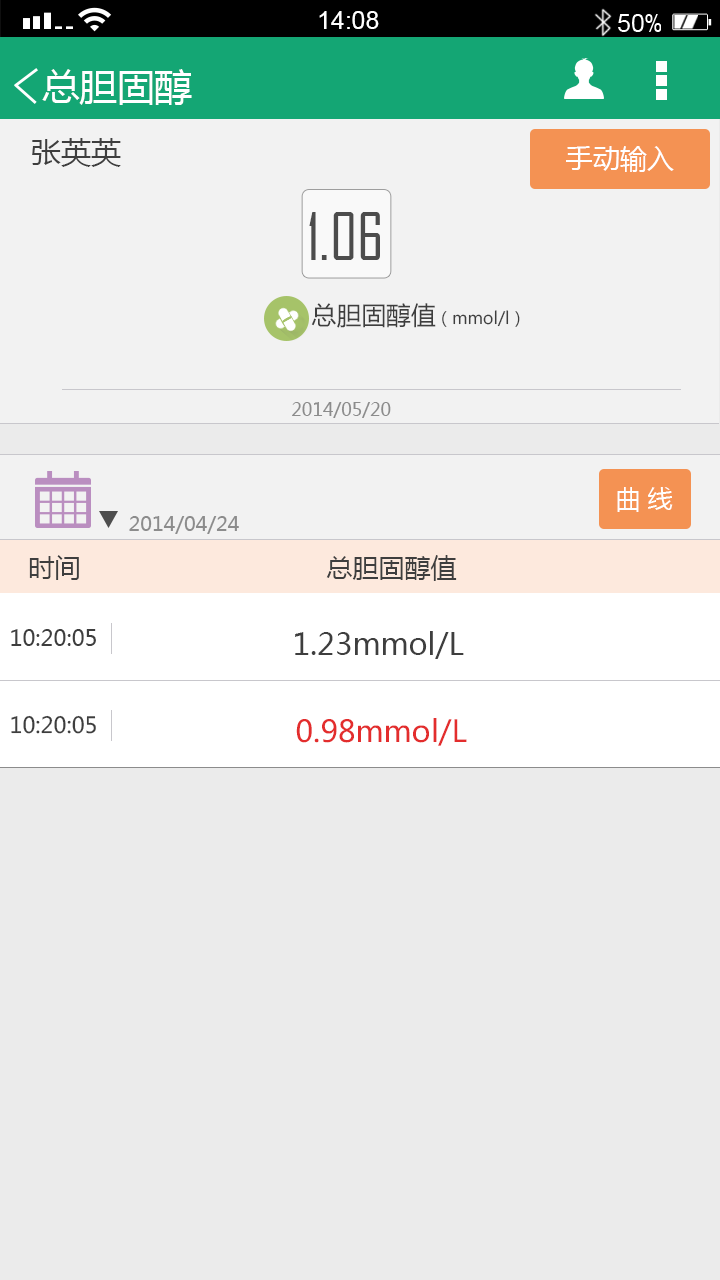 14:08 50%
总胆固醇
张英英 手动输入
1.06
总胆固醇值 ( mmol/l )
2014/05/20
2014/04/24 曲 线
时间 总胆固醇值
10:20:05 1.23mmol/L
10:20:05 0.98mmol/L